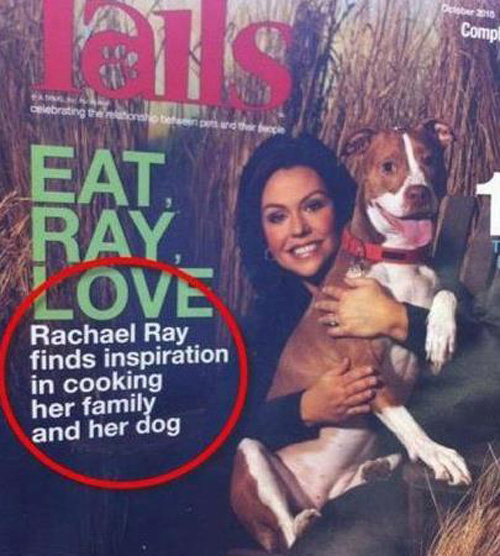 October 2010
Compl
Tails
celebrating the relationship between pets and their people
EAT,
RAY,
LOVE
Rachael Ray
finds inspiration
in cooking
her family
and her dog
1